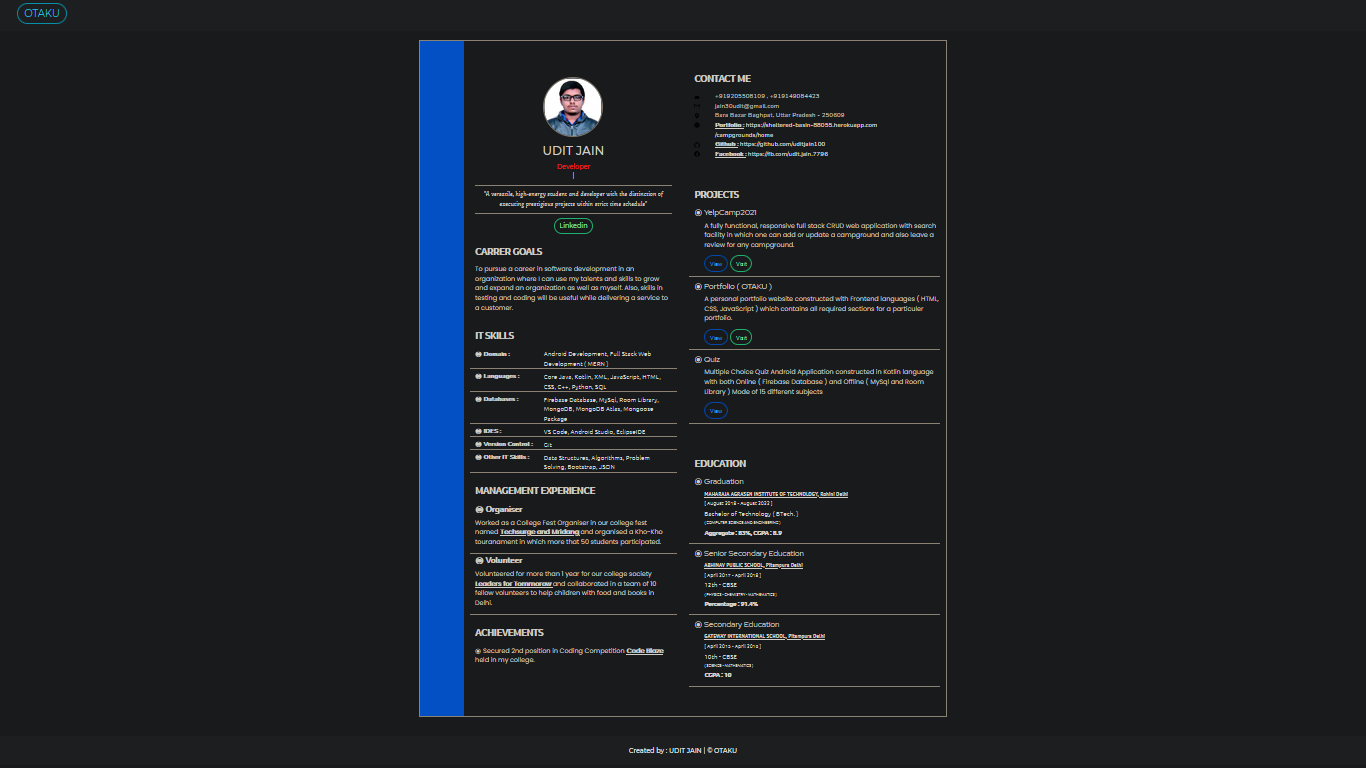 OTAKU
UDIT JAIN
Developer
"A versatile, high-energy student and developer with the distinction of
executing prestigious projects within strict time schedule"
Linkedin
CARRER GOALS
To pursue a career in software development in an
organization where i can use my talents and skills to grow
and expand an organization as well as myself. Also, skills in
testing and coding will be useful while delivering a service to
a customer.
IT SKILLS
Domain :
Android Development, Full Stack Web
Development ( MERN )
Languages :
Core Java, Kotlin, XML, JavaScript, HTML,
CSS, C++, Python, SQL
Databases :
Firebase Database, MySql, Room Library,
MongoDB, MongoDB Atlas, Mongoose
Package
IDES :
VS Code, Android Studio, EclipseIDE
Version Control :
Git
Other IT Skills :
Data Structures, Algorithms, Problem
Solving, Bootstrap, JSON
MANAGEMENT EXPERIENCE
Organiser
Worked as a College Fest Organiser in our college fest
named Techsurge and Mridang and organised a Kho-Kho
touranament in which more that 50 students participated.
Volunteer
Volunteered for more than 1 year for our college society
Leaders for Tommorow and collaborated in a team of 10
fellow volunteers to help children with food and books in
Delhi.
ACHIEVEMENTS
Secured 2nd position in Coding Competition Code Blaze
held in my college.
CONTACT ME
+919205508109 , +919149084423
jain30udit@gmail.com
Bara Bazar Baghpat, Uttar Pradesh - 250609
Portfolio : https://sheltered-basin-88055.herokuapp.com
/campgrounds/home
Github : https://github.com/uditjain100
Facebook : https://fb.com/udit.jain.7796
PROJECTS
YelpCamp2021
A fully functional, responsive full stack CRUD web application with search
facility in which one can add or update a campground and also leave a
review for any campground.
View Visit
Portfolio ( OTAKU )
A personal portfolio website constructed with Frontend languages ( HTML,
CSS, JavaScript ) which contains all required sections for a particuler
portfolio.
View Visit
Quiz
Multiple Choice Quiz Android Application constructed in Kotlin language
with both Online ( Firebase Database ) and Offline ( MySql and Room
Library ) Mode of 15 different subjects
View
EDUCATION
Graduation
MAHARAJA AGRASEN INSTITUTE OF TECHNOLOGY, Rohini Delhi
[ August 2018 - August 2022 ]
Bachelor of Technology ( BTech. )
( COMPUTER SCIENCE AND ENGINEERING )
Aggregate : 83%, CGPA : 8.9
Senior Secondary Education
ABHINAV PUBLIC SCHOOL, Pitampura Delhi
[ April 2017 - April 2018 ]
12th - CBSE
( PHYSICS - CHEMISTRY - MATHEMATICS )
Percentage : 91.4%
Secondary Education
GATEWAY INTERNATIONAL SCHOOL, Pitampura Delhi
10th - CBSE
( SCIENCE - MATHEMATICS )
CGPA : 10
Created by : UDIT JAIN | © OTAKU